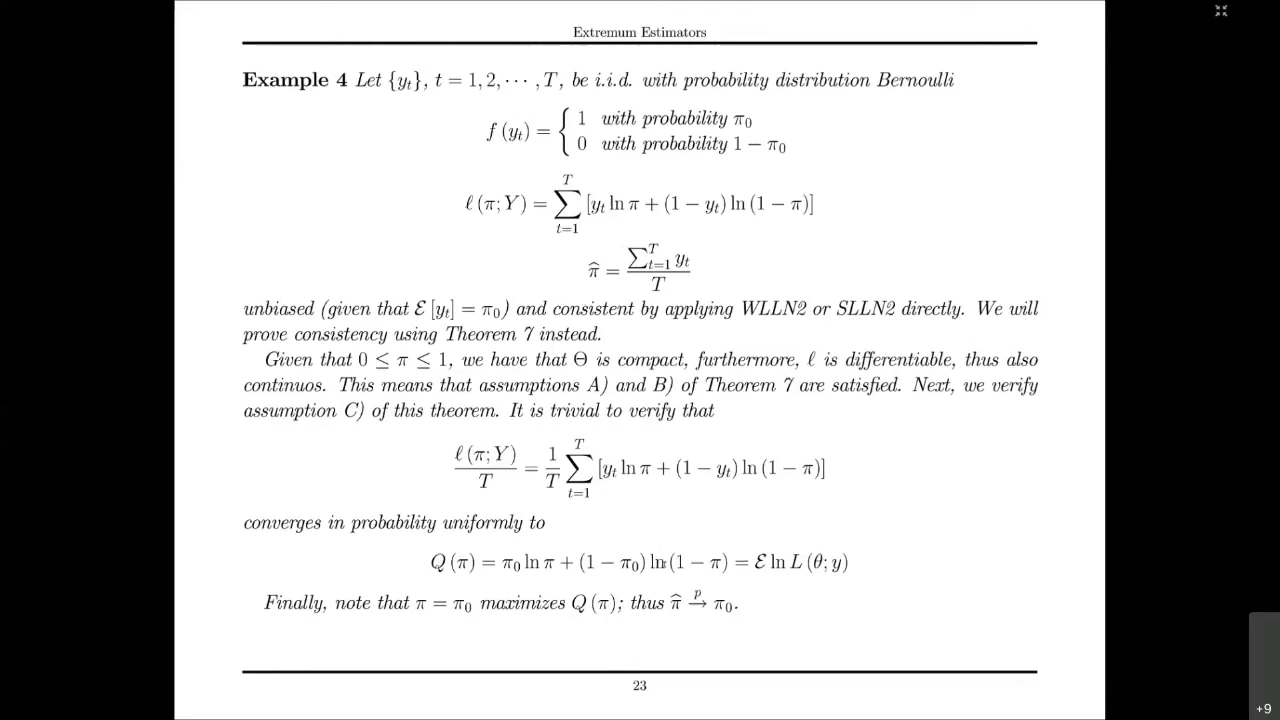 Extremum Estimators
Example 4 Let {y_t}, t = 1, 2, ⋯ , T, be i.i.d. with probability distribution Bernoulli
f (y_t) = { 1 with probability π_0
0 with probability 1 − π_0
ℓ (π; Y) = ∑_{t=1}^{T} [y_t ln π + (1 − y_t) ln (1 − π)]
π̂ = ∑_{t=1}^{T} y_t / T
unbiased (given that ℰ [y_t] = π_0) and consistent by applying WLLN2 or SLLN2 directly. We will
prove consistency using Theorem 7 instead.
Given that 0 ≤ π ≤ 1, we have that Θ is compact, furthermore, ℓ is differentiable, thus also
continuos. This means that assumptions A) and B) of Theorem 7 are satisfied. Next, we verify
assumption C) of this theorem. It is trivial to verify that
ℓ (π; Y) / T = 1/T ∑_{t=1}^{T} [y_t ln π + (1 − y_t) ln (1 − π)]
converges in probability uniformly to
Q (π) = π_0 ln π + (1 − π_0) ln (1 − π) = ℰ ln L (θ; y)
Finally, note that π = π_0 maximizes Q (π); thus π̂ →^p π_0.
23
+9